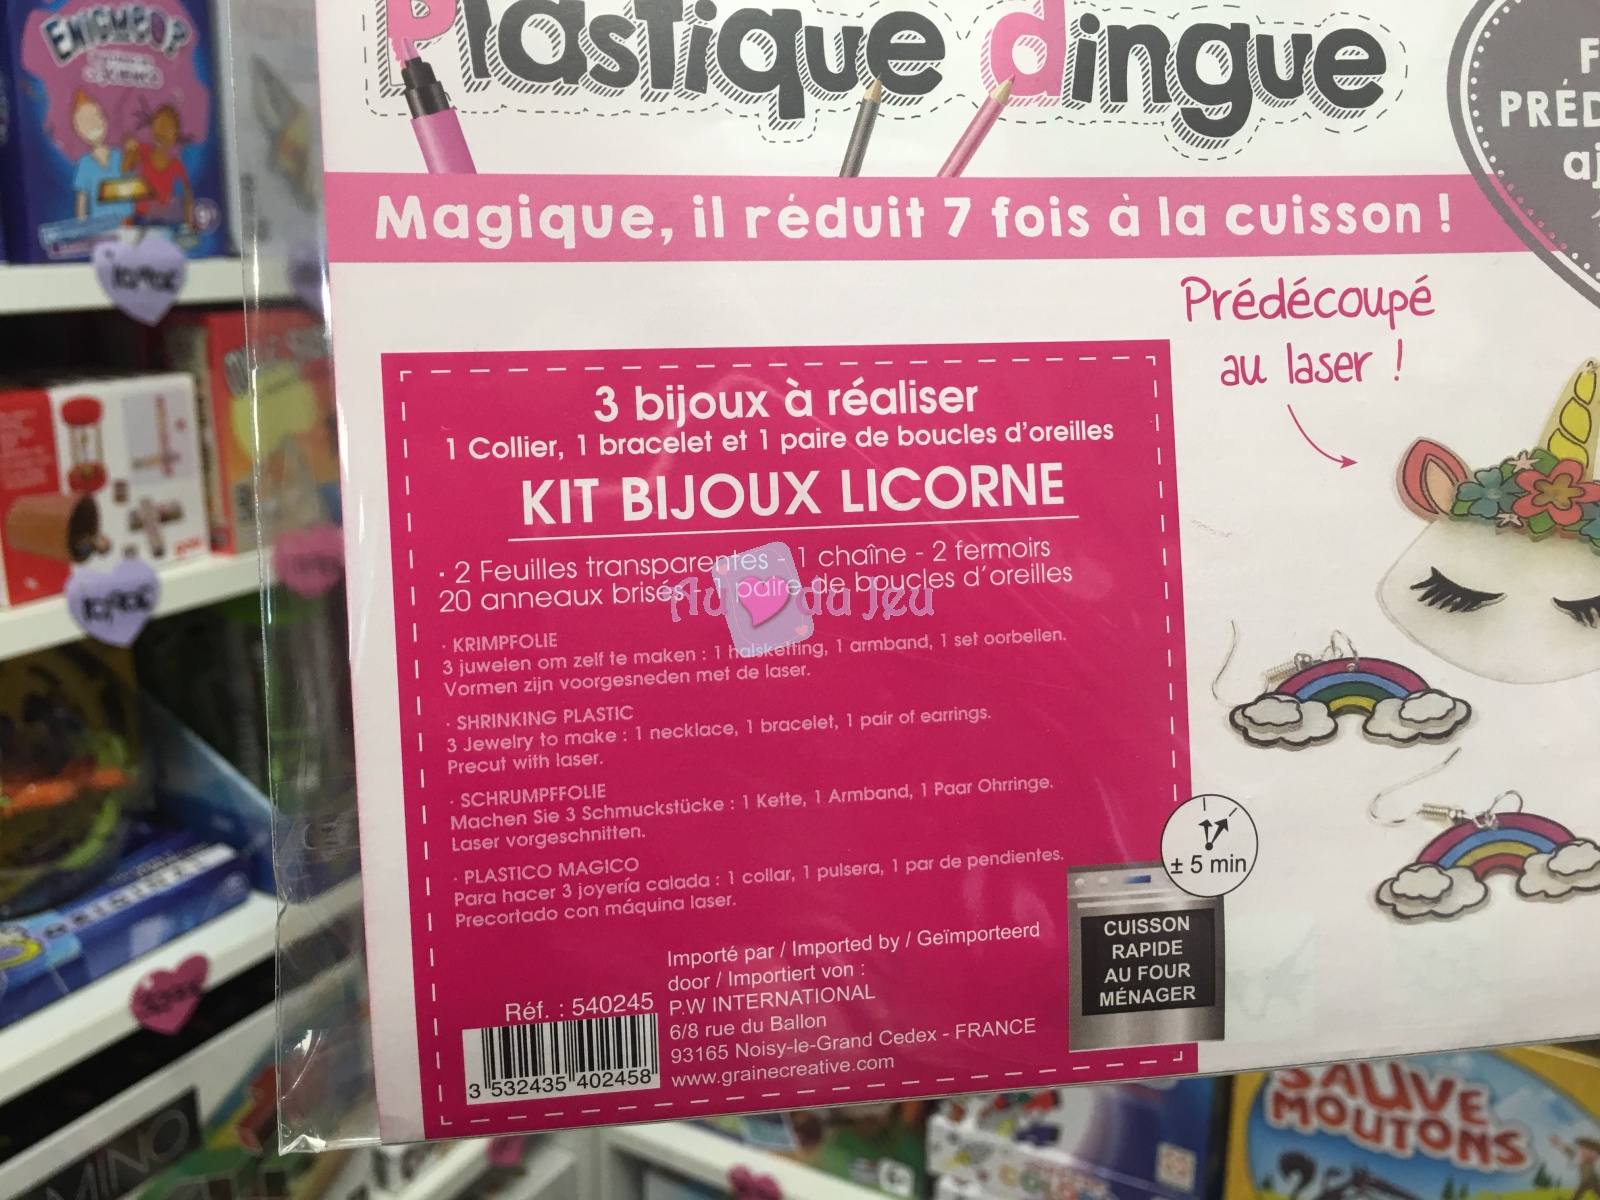 Plastique dingue
Magique, il réduit 7 fois à la cuisson !
Prédécoupé
au laser !
3 bijoux à réaliser
1 Collier, 1 bracelet et 1 paire de boucles d'oreilles
KIT BIJOUX LICORNE
· 2 Feuilles transparentes - 1 chaîne - 2 fermoirs
20 anneaux brisés - 1 paire de boucles d'oreilles
Au du Jeu
· KRIMPFOLIE
3 juwelen om zelf te maken : 1 halsketting, 1 armband, 1 set oorbellen.
Vormen zijn voorgesneden met de laser.
· SHRINKING PLASTIC
3 Jewelry to make : 1 necklace, 1 bracelet, 1 pair of earrings.
Precut with laser.
· SCHRUMPFFOLIE
Machen Sie 3 Schmuckstücke : 1 Kette, 1 Armband, 1 Paar Ohrringe.
Laser vorgeschnitten.
· PLASTICO MAGICO
Para hacer 3 joyería calada : 1 collar, 1 pulsera, 1 par de pendientes.
Precortado con máquina laser.
± 5 min
CUISSON
RAPIDE
AU FOUR
MÉNAGER
Importé par / Imported by / Geïmporteerd
door / Importiert von :
P.W INTERNATIONAL
6/8 rue du Ballon
93165 Noisy-le-Grand Cedex - FRANCE
www.grainecreative.com
Réf. : 540245
3 532435 402458
SAUVE
MOUTONS